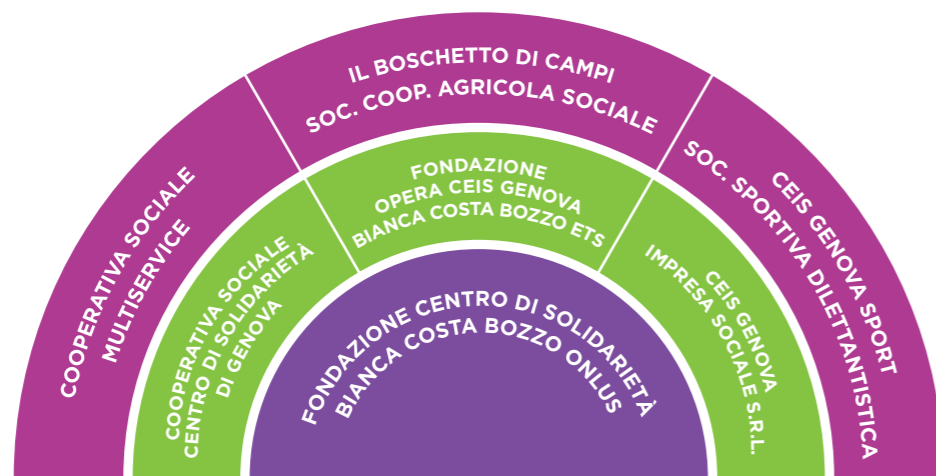 IL BOSCHETTO DI CAMPI
SOC. COOP. AGRICOLA SOCIALE
COOPERATIVA SOCIALE
MULTISERVICE
CEIS GENOVA SPORT
SOC. SPORTIVA DILETTANTISTICA
FONDAZIONE
OPERA CEIS GENOVA
BIANCA COSTA BOZZO ETS
COOPERATIVA SOCIALE
CENTRO DI SOLIDARIETÀ
DI GENOVA
CEIS GENOVA
IMPRESA SOCIALE S.R.L.
FONDAZIONE CENTRO DI SOLIDARIETÀ
BIANCA COSTA BOZZO ONLUS